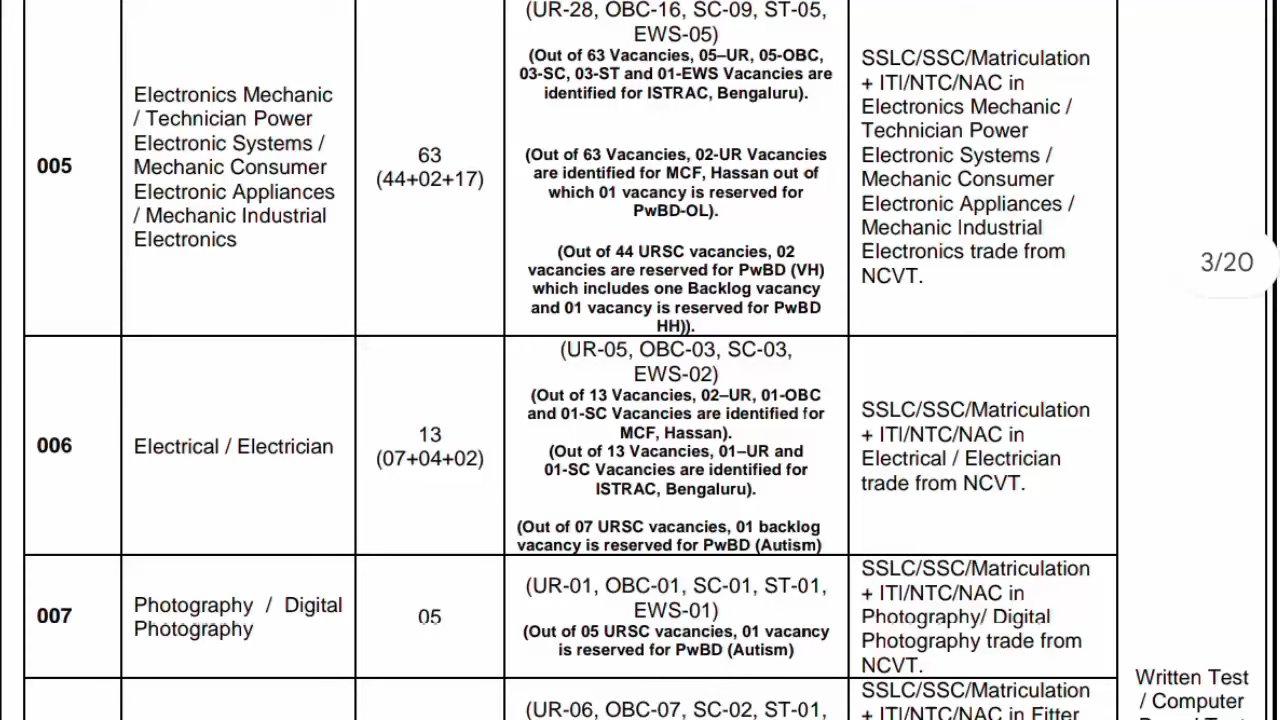 005
Electronics Mechanic
/ Technician Power
Electronic Systems /
Mechanic Consumer
Electronic Appliances
/ Mechanic Industrial
Electronics
63
(44+02+17)
(UR-28, OBC-16, SC-09, ST-05,
EWS-05)
(Out of 63 Vacancies, 05–UR, 05-OBC,
03-SC, 03-ST and 01-EWS Vacancies are
identified for ISTRAC, Bengaluru).
(Out of 63 Vacancies, 02-UR Vacancies
are identified for MCF, Hassan out of
which 01 vacancy is reserved for
PwBD-OL).
(Out of 44 URSC vacancies, 02
vacancies are reserved for PwBD (VH)
which includes one Backlog vacancy
and 01 vacancy is reserved for PwBD
HH)).
SSLC/SSC/Matriculation
+ ITI/NTC/NAC in
Electronics Mechanic /
Technician Power
Electronic Systems /
Mechanic Consumer
Electronic Appliances /
Mechanic Industrial
Electronics trade from
NCVT.
3/20
006
Electrical / Electrician
13
(07+04+02)
(UR-05, OBC-03, SC-03,
EWS-02)
(Out of 13 Vacancies, 02–UR, 01-OBC
and 01-SC Vacancies are identified for
MCF, Hassan).
(Out of 13 Vacancies, 01–UR and
01-SC Vacancies are identified for
ISTRAC, Bengaluru).
(Out of 07 URSC vacancies, 01 backlog
vacancy is reserved for PwBD (Autism)
SSLC/SSC/Matriculation
+ ITI/NTC/NAC in
Electrical / Electrician
trade from NCVT.
007
Photography / Digital
Photography
05
(UR-01, OBC-01, SC-01, ST-01,
EWS-01)
(Out of 05 URSC vacancies, 01 vacancy
is reserved for PwBD (Autism)
SSLC/SSC/Matriculation
+ ITI/NTC/NAC in
Photography/ Digital
Photography trade from
NCVT.
(UR-06, OBC-07, SC-02, ST-01,
SSLC/SSC/Matriculation
+ ITI/NTC/NAC in Fitter
Written Test
/ Computer